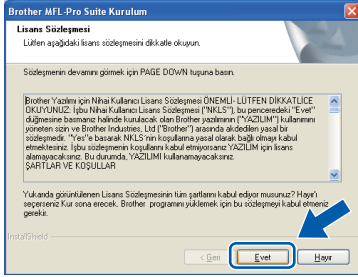 Brother MFL-Pro Suite Kurulum
Lisans Sözleşmesi
Lütfen aşağıdaki lisans sözleşmesini dikkatle okuyun.
Sözleşmenin devamını görmek için PAGE DOWN tuşuna basın.
Brother Yazılımı için Nihai Kullanıcı Lisans Sözleşmesi ÖNEMLİ- LÜTFEN DİKKATLİCE
OKUYUNUZ: İşbu Nihai Kullanıcı Lisans Sözleşmesi ("NKLS"), bu penceredeki "Evet"
düğmesine basmanız halinde kurulacak olan Brother yazılımının ("YAZILIM") kullanımını
yöneten sizin ve Brother Industries, Ltd ("Brother") arasında akdedilen yasal bir
sözleşmedir. "Yes"e basarak NKLS'nin koşullarına yasal olarak bağlı olmayı kabul
etmektesiniz. İşbu sözleşmenin koşullarını kabul etmiyorsanız YAZILIM için lisans
alamayacaksınız. Bu durumda, YAZILIMI kullanamayacaksınız.
ŞARTLAR VE KOŞULLAR
Yukarıda görüntülenen Lisans Sözleşmesinin tüm şartlarını kabul ediyor musunuz? Hayır'ı
seçerseniz Kur sona erecek. Brother programını yüklemek için bu sözleşmeyi kabul etmeniz
gerekir.
InstallShield
< Geri
Evet
Hayır